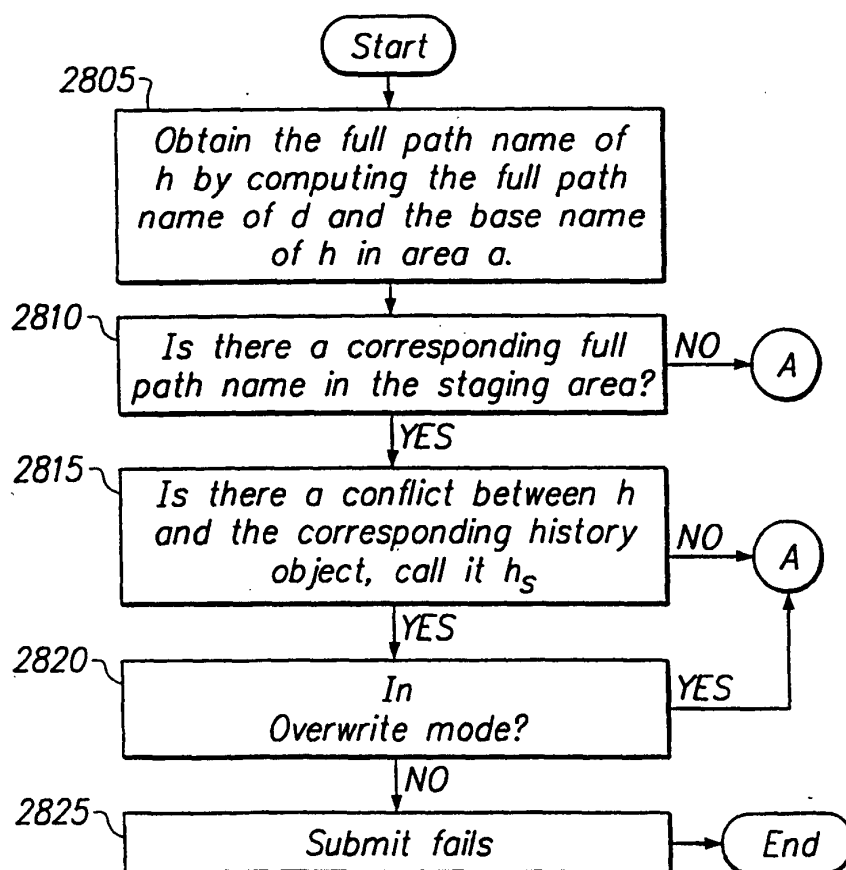 Start
2805
Obtain the full path name of
h by computing the full path
name of d and the base name
of h in area a.
2810
Is there a corresponding full
path name in the staging area?
NO
A
YES
2815
Is there a conflict between h
and the corresponding history
object, call it hs
NO
A
YES
2820
In
Overwrite mode?
YES
NO
2825
Submit fails
End